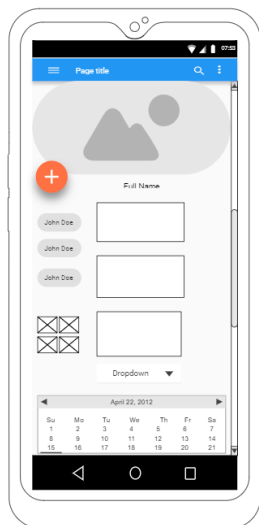 07:53
Page title
Full Name
John Doe
John Doe
John Doe
Dropdown
April 22, 2012
Su Mo Tu We Th Fr Sa
1 2 3 4 5 6 7
8 9 10 11 12 13 14
15 16 17 18 19 20 21